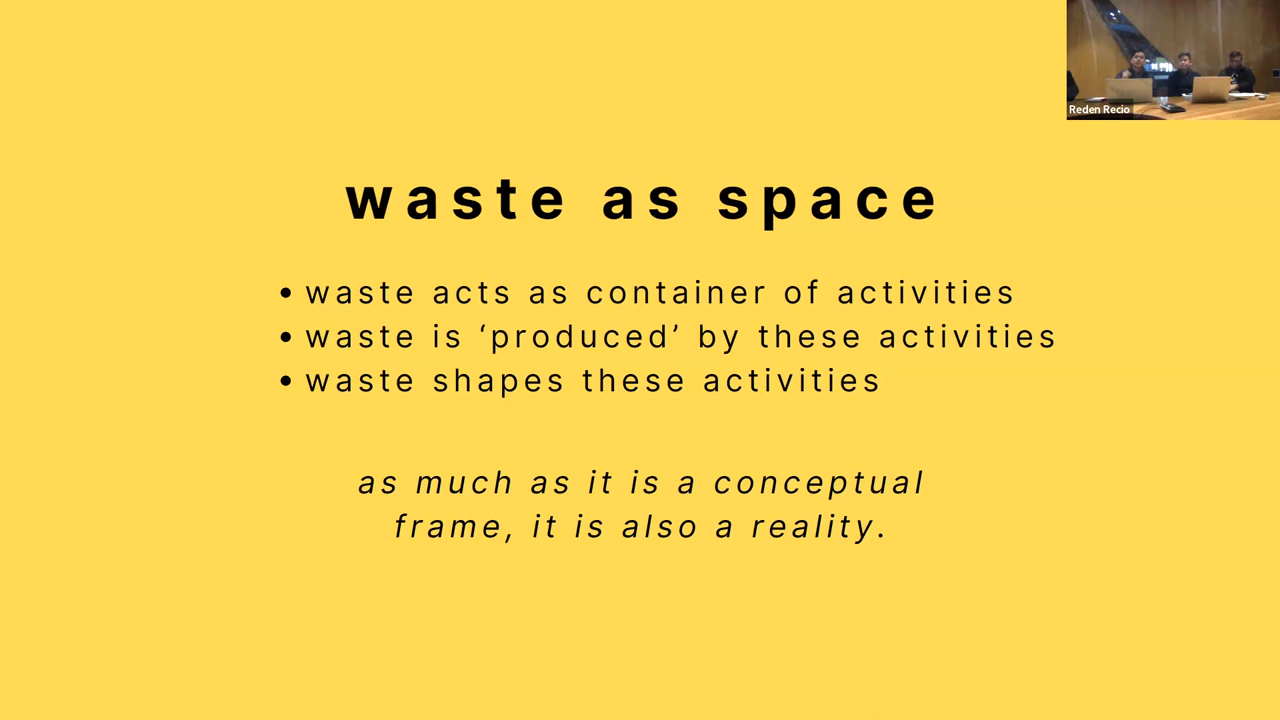 Reden Recio
waste as space
• waste acts as container of activities
• waste is ‘produced’ by these activities
• waste shapes these activities
as much as it is a conceptual
frame, it is also a reality.